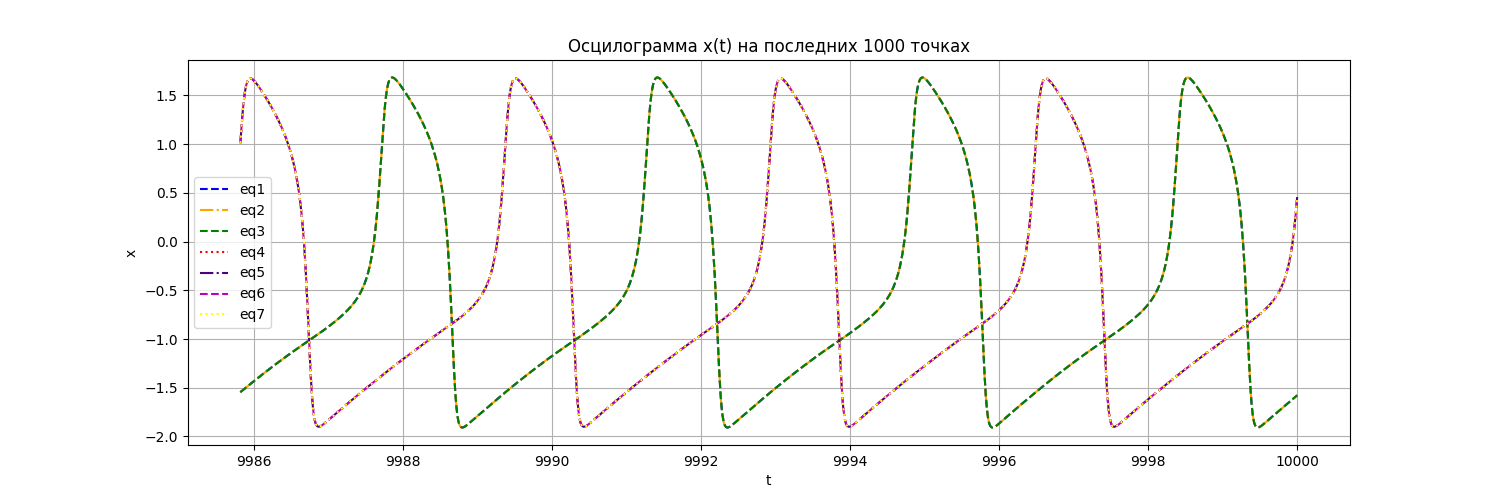 Осцилограмма x(t) на последних 1000 точках
x
1.5
1.0
0.5
0.0
−0.5
−1.0
−1.5
−2.0
eq1
eq2
eq3
eq4
eq5
eq6
eq7
9986 9988 9990 9992 9994 9996 9998 10000
t